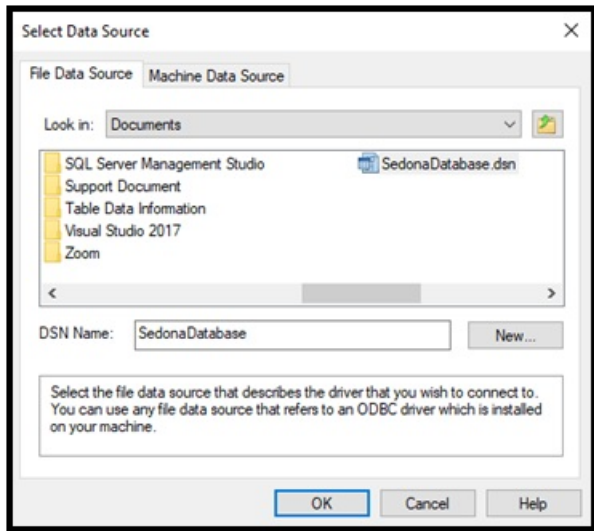 Select Data Source
File Data Source Machine Data Source
Look in: Documents
SQL Server Management Studio SedonaDatabase.dsn
Support Document
Table Data Information
Visual Studio 2017
Zoom
DSN Name: SedonaDatabase New...
Select the file data source that describes the driver that you wish to connect to.
You can use any file data source that refers to an ODBC driver which is installed
on your machine.
OK Cancel Help